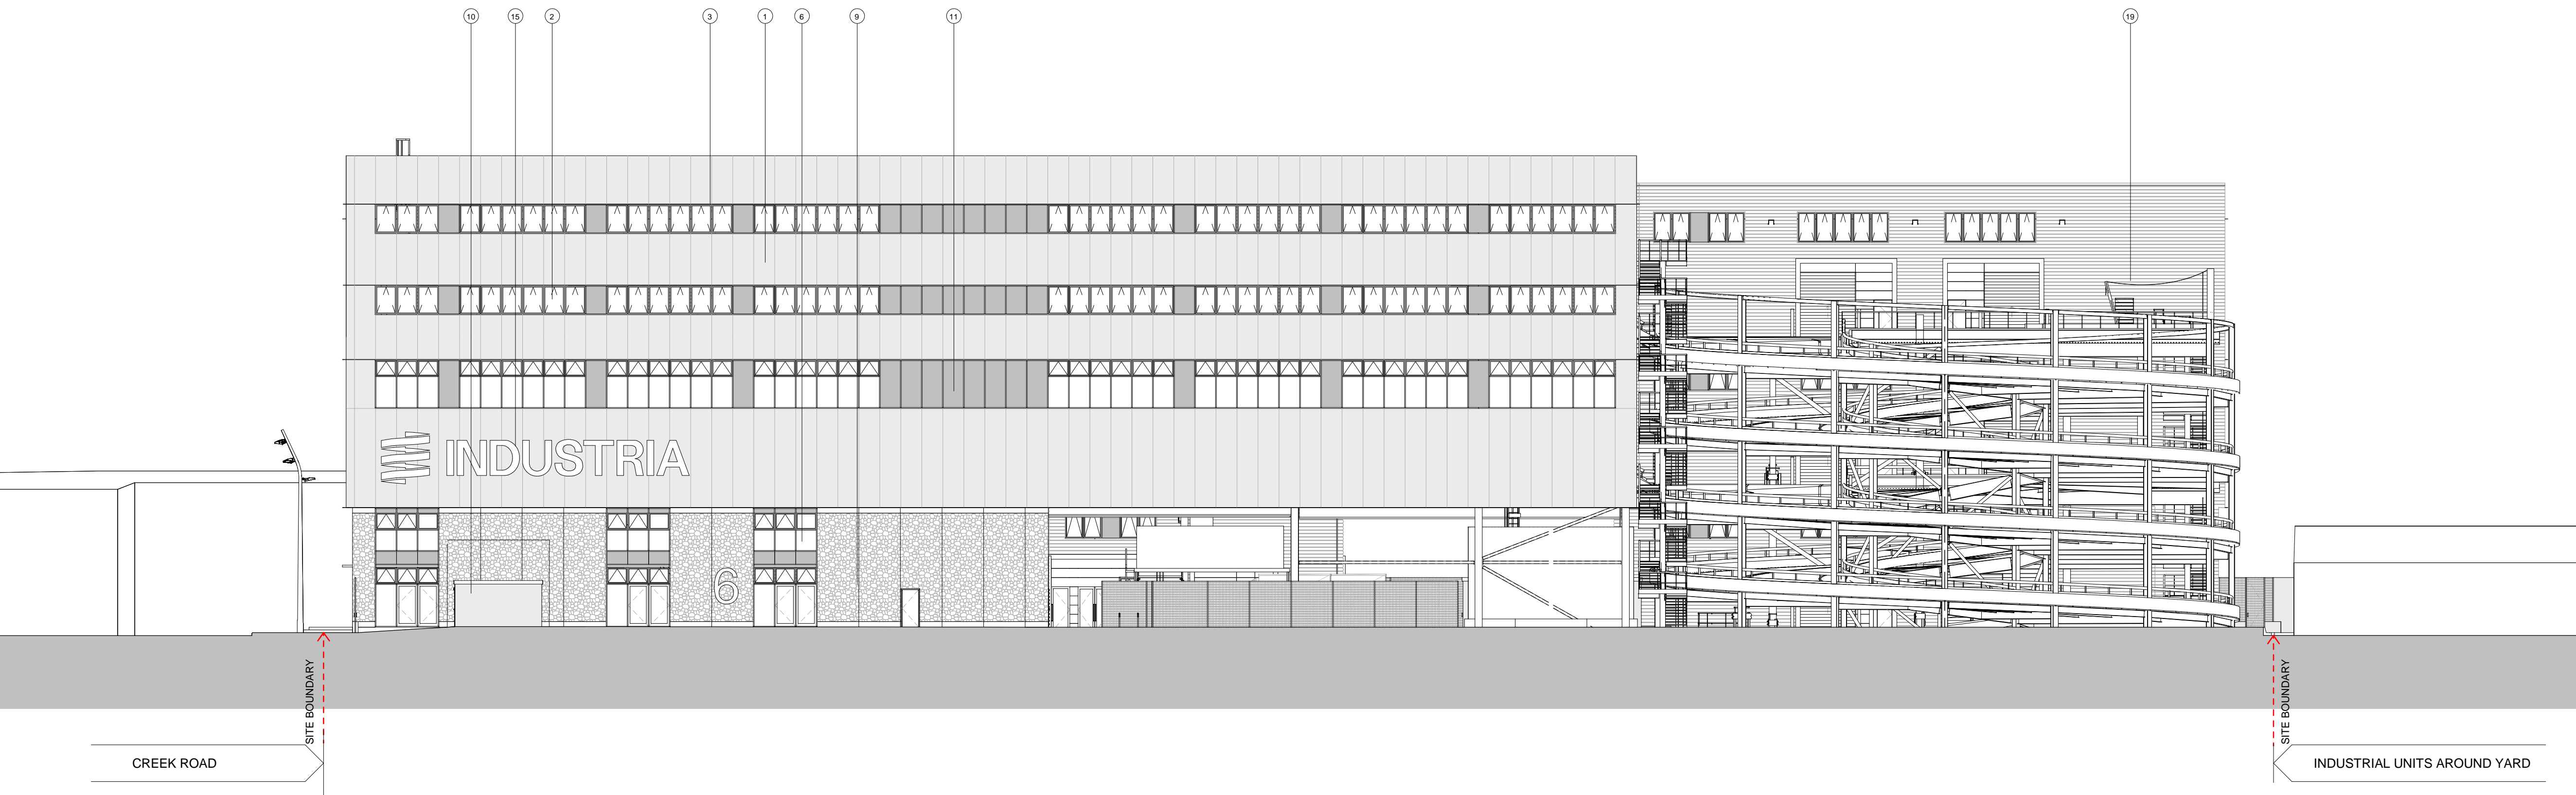 10 15 2 3 1 6 9 11 19
INDUSTRIA
6
SITE BOUNDARY
SITE BOUNDARY
CREEK ROAD
INDUSTRIAL UNITS AROUND YARD